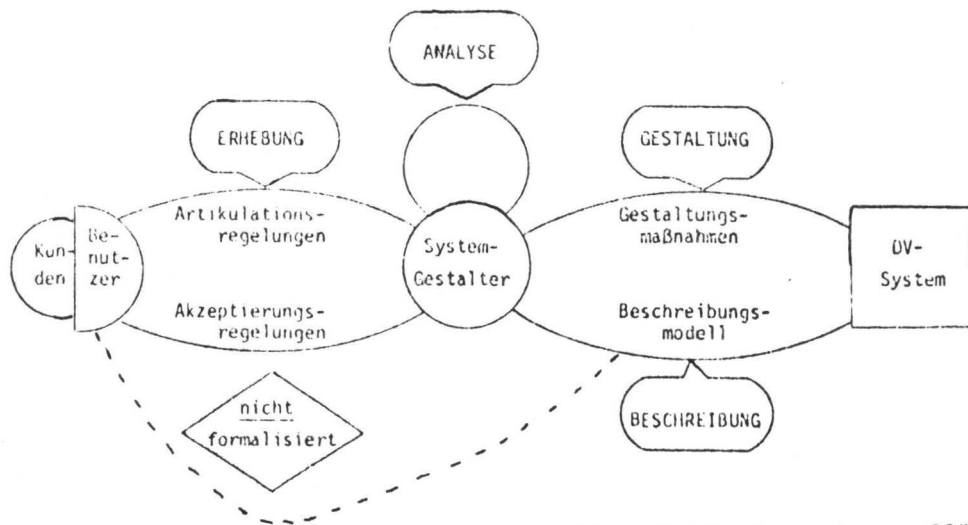 ANALYSE
ERHEBUNG
GESTALTUNG
Artikulations-
regelungen
Gestaltungs-
maßnahmen
Kun-
den
Be-
nut-
zer
System-
Gestalter
DV-
System
Akzeptierungs-
regelungen
Beschreibungs-
modell
nicht
formalisiert
BESCHREIBUNG